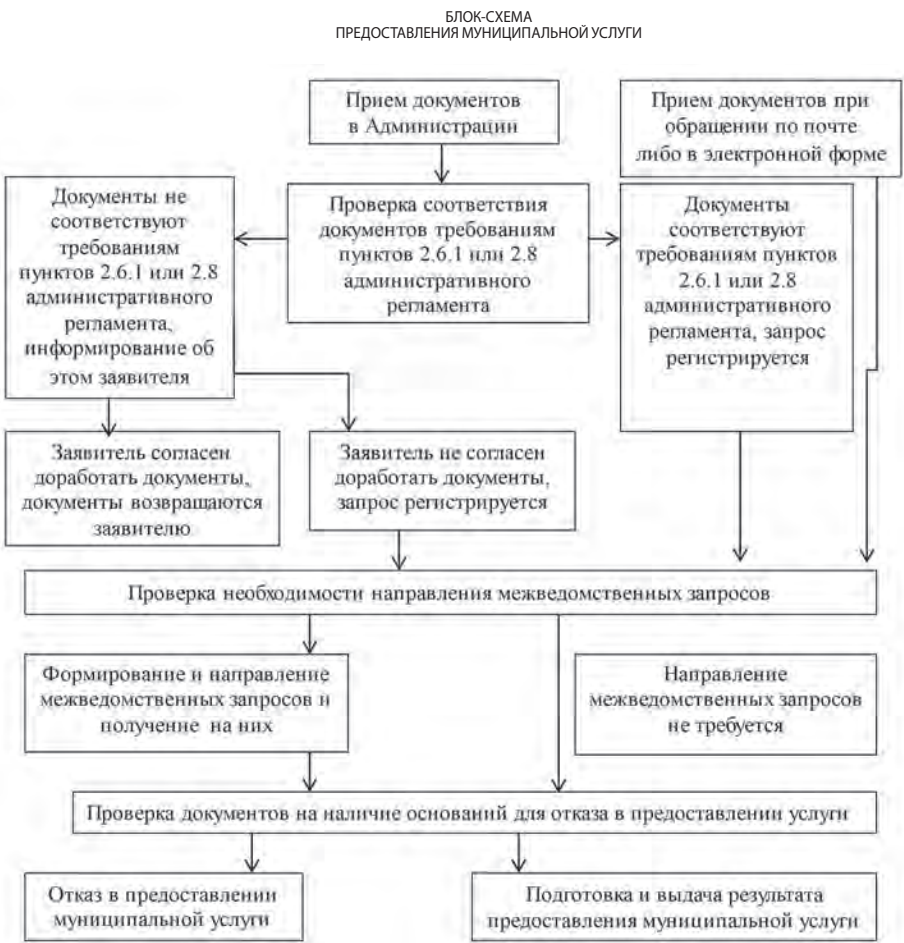 БЛОК-СХЕМА
ПРЕДОСТАВЛЕНИЯ МУНИЦИПАЛЬНОЙ УСЛУГИ
Прием документов
в Администрации
Прием документов при
обращении по почте
либо в электронной форме
Документы не
соответствуют
требованиям
пунктов 2.6.1 или 2.8
административного
регламента,
информирование об
этом заявителя
Проверка соответствия
документов требованиям
пунктов 2.6.1 или 2.8
административного
регламента
Документы
соответствуют
требованиям пунктов
2.6.1 или 2.8
административного
регламента, запрос
регистрируется
Заявитель согласен
доработать документы,
документы возвращаются
заявителю
Заявитель не согласен
доработать документы,
запрос регистрируется
Проверка необходимости направления межведомственных запросов
Формирование и направление
межведомственных запросов и
получение на них
Направление
межведомственных запросов
не требуется
Проверка документов на наличие оснований для отказа в предоставлении услуги
Отказ в предоставлении
муниципальной услуги
Подготовка и выдача результата
предоставления муниципальной услуги